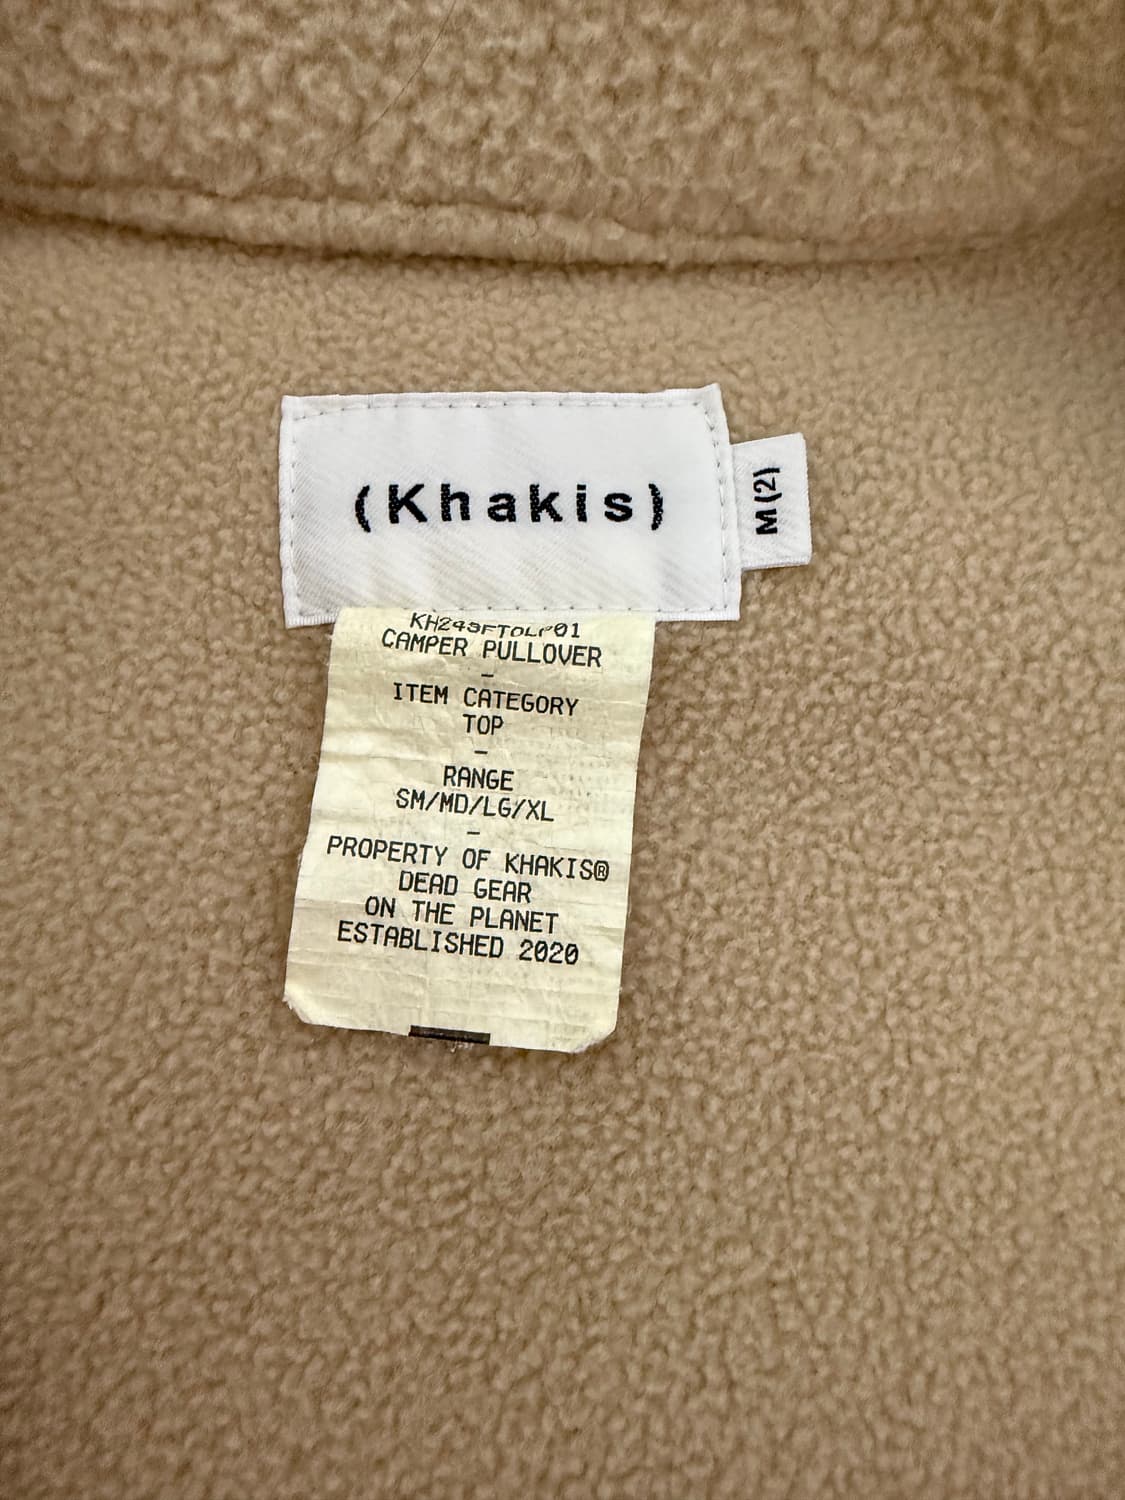 (Khakis)
M (2)
CAMPER PULLOVER
-
ITEM CATEGORY
TOP
-
RANGE
SM/MD/LG/XL
-
PROPERTY OF KHAKIS®
DEAD GEAR
ON THE PLANET
ESTABLISHED 2020